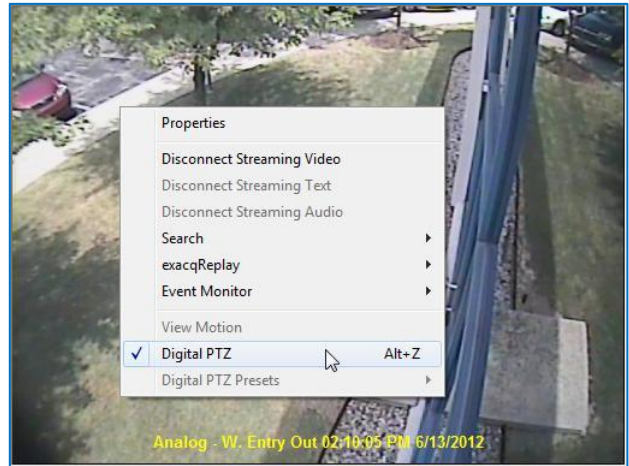 Properties
Disconnect Streaming Video
Disconnect Streaming Text
Disconnect Streaming Audio
Search
exacqReplay
Event Monitor
View Motion
Digital PTZ Alt+Z
Digital PTZ Presets
Analog - W. Entry Out 02:10:05 PM 6/13/2012